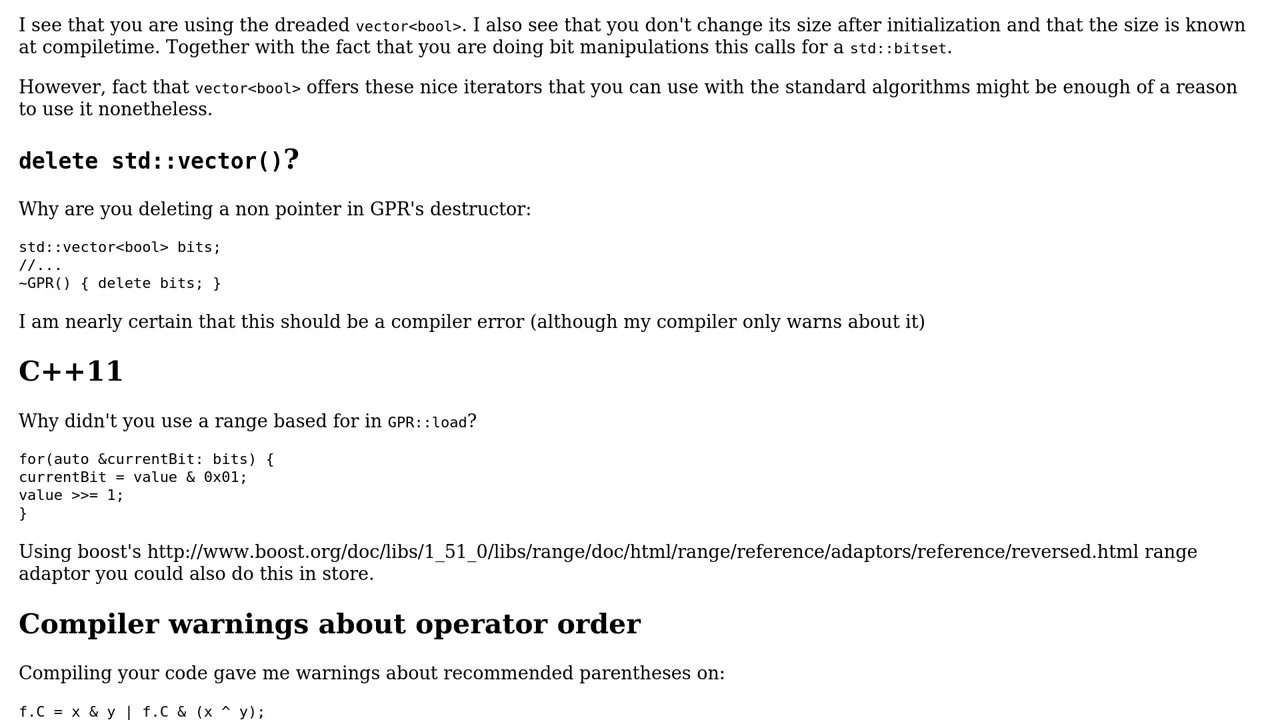 I see that you are using the dreaded vector<bool>. I also see that you don't change its size after initialization and that the size is known
at compiletime. Together with the fact that you are doing bit manipulations this calls for a std::bitset.
However, fact that vector<bool> offers these nice iterators that you can use with the standard algorithms might be enough of a reason
to use it nonetheless.
delete std::vector()?
Why are you deleting a non pointer in GPR's destructor:
std::vector<bool> bits;
//...
~GPR() { delete bits; }
I am nearly certain that this should be a compiler error (although my compiler only warns about it)
C++11
Why didn't you use a range based for in GPR::load?
for(auto &currentBit: bits) {
currentBit = value & 0x01;
value >>= 1;
}
Using boost's http://www.boost.org/doc/libs/1_51_0/libs/range/doc/html/range/reference/adaptors/reference/reversed.html range
adaptor you could also do this in store.
Compiler warnings about operator order
Compiling your code gave me warnings about recommended parentheses on:
f.C = x & y | f.C & (x ^ y);